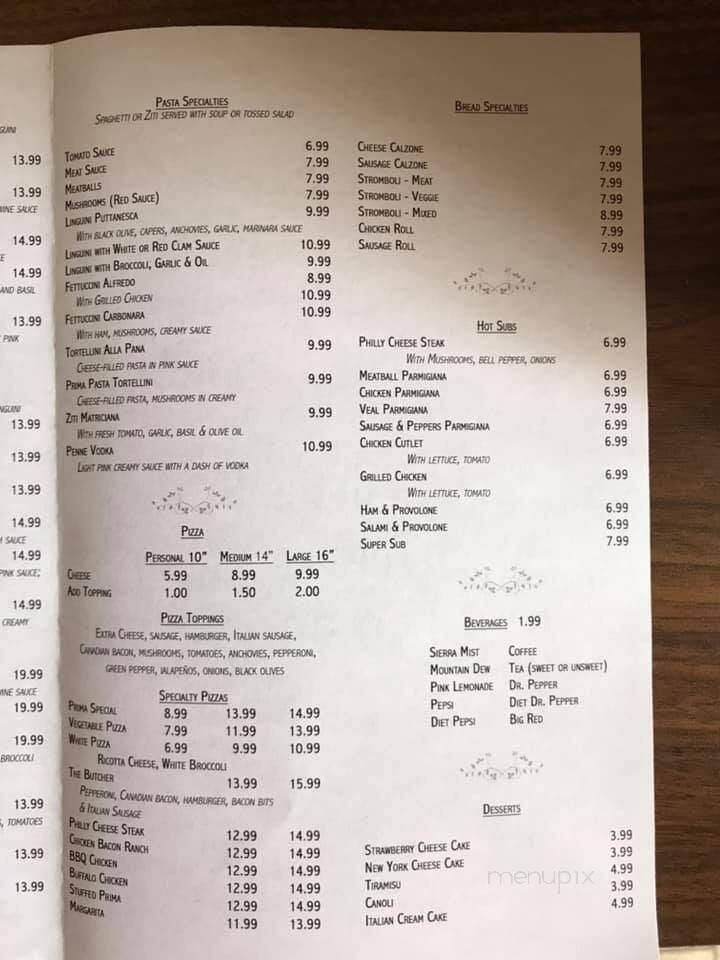 GUINI
13.99
13.99
WINE SAUCE
14.99
E
14.99
AND BASIL
13.99
PINK
NGUINI
13.99
13.99
13.99
14.99
SAUCE
14.99
PINK SAUCE;
14.99
CREAMY
19.99
WINE SAUCE
19.99
19.99
BROCCOLI
13.99
, TOMATOES
13.99
13.99
Pasta Specialties
Spaghetti or Ziti served with soup or tossed salad
Tomato Sauce 6.99
Meat Sauce 7.99
Meatballs 7.99
Mushrooms (Red Sauce) 7.99
Linguini Puttanesca 9.99
With black olive, capers, anchovies, garlic, marinara sauce
Linguini with White or Red Clam Sauce 10.99
Linguini with Broccoli, Garlic & Oil 9.99
Fettuccini Alfredo 8.99
With Grilled Chicken 10.99
Fettuccini Carbonara 10.99
With ham, mushrooms, creamy sauce
Tortellini Alla Pana 9.99
Cheese-filled pasta in pink sauce
Prima Pasta Tortellini 9.99
Cheese-filled pasta, mushrooms in creamy
Ziti Matriciana 9.99
With fresh tomato, garlic, basil & olive oil
Penne Vodka 10.99
Light pink creamy sauce with a dash of vodka
Pizza
Personal 10" Medium 14" Large 16"
Cheese 5.99 8.99 9.99
Add Topping 1.00 1.50 2.00
Pizza Toppings
Extra Cheese, sausage, hamburger, Italian sausage,
Canadian bacon, mushrooms, tomatoes, anchovies, pepperoni,
green pepper, jalapeños, onions, black olives
Specialty Pizzas
Prima Special 8.99 13.99 14.99
Vegetable Pizza 7.99 11.99 13.99
White Pizza 6.99 9.99 10.99
Ricotta Cheese, White Broccoli
The Butcher 13.99 15.99
Pepperoni, Canadian bacon, hamburger, bacon bits
& Italian Sausage
Philly Cheese Steak 12.99 14.99
Chicken Bacon Ranch 12.99 14.99
BBQ Chicken 12.99 14.99
Buffalo Chicken 12.99 14.99
Stuffed Prima 12.99 14.99
Margarita 11.99 13.99
Bread Specialties
Cheese Calzone 7.99
Sausage Calzone 7.99
Stromboli - Meat 7.99
Stromboli - Veggie 7.99
Stromboli - Mixed 8.99
Chicken Roll 7.99
Sausage Roll 7.99
Hot Subs
Philly Cheese Steak 6.99
With Mushrooms, bell pepper, onions
Meatball Parmigiana 6.99
Chicken Parmigiana 6.99
Veal Parmigiana 7.99
Sausage & Peppers Parmigiana 6.99
Chicken Cutlet 6.99
With lettuce, tomato
Grilled Chicken 6.99
With lettuce, tomato
Ham & Provolone 6.99
Salami & Provolone 6.99
Super Sub 7.99
Beverages 1.99
Sierra Mist Coffee
Mountain Dew Tea (sweet or unsweet)
Pink Lemonade Dr. Pepper
Pepsi Diet Dr. Pepper
Diet Pepsi Big Red
Desserts
Strawberry Cheese Cake 3.99
New York Cheese Cake 3.99
Tiramisu 4.99
Canoli 3.99
Italian Cream Cake 4.99
menupix